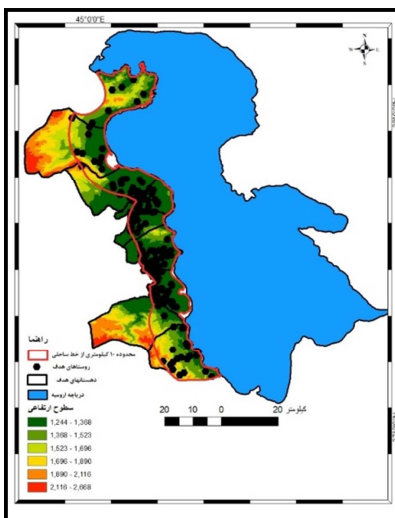 45°0'0"E
N
W
E
S
راهنما
محدوده ۱۰ کیلومتری از خط ساحلی
روستاهای هدف
دهستانهای هدف
دریاچه ارومیه
سطوح ارتفاعی
1,244 - 1,368
1,368 - 1,523
1,523 - 1,696
1,696 - 1,890
1,890 - 2,116
2,116 - 2,668
کیلومتر
20 10 0 20